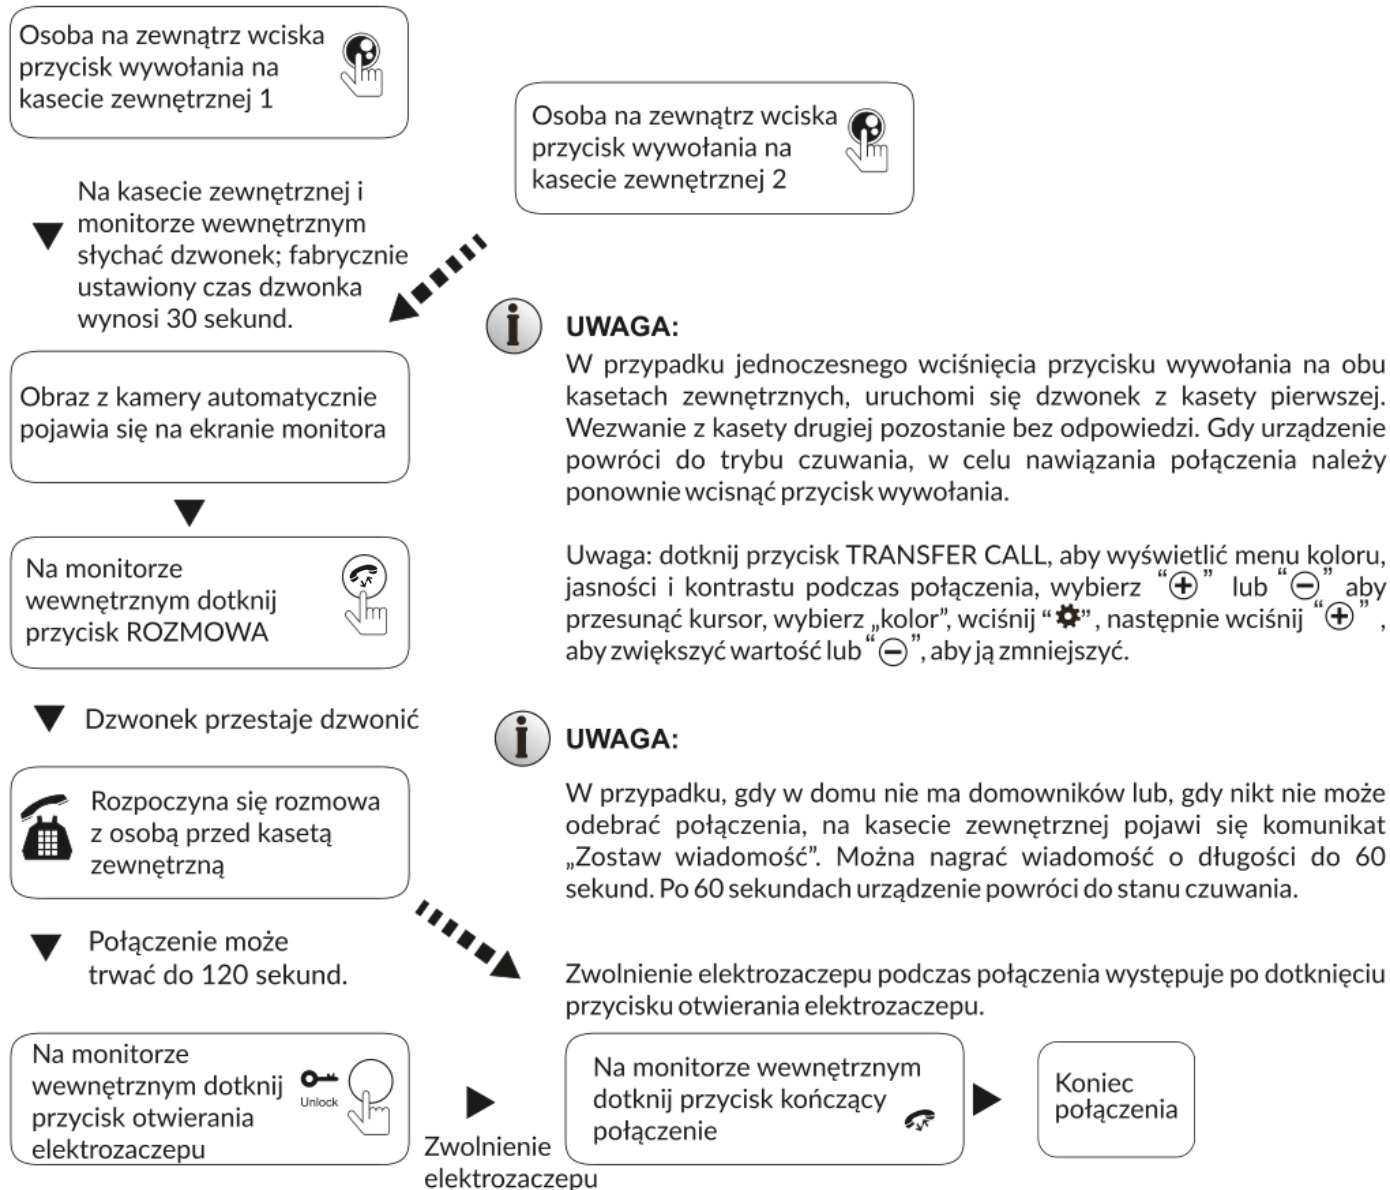 Osoba na zewnątrz wciska
przycisk wywołania na
kasecie zewnętrznej 1
Osoba na zewnątrz wciska
przycisk wywołania na
kasecie zewnętrznej 2
Na kasecie zewnętrznej i
monitorze wewnętrznym
słychać dzwonek; fabrycznie
ustawiony czas dzwonka
wynosi 30 sekund.
Obraz z kamery automatycznie
pojawia się na ekranie monitora
Na monitorze
wewnętrznym dotknij
przycisk ROZMOWA
Dzwonek przestaje dzwonić
Rozpoczyna się rozmowa
z osobą przed kasetą
zewnętrzną
Połączenie może
trwać do 120 sekund.
UWAGA:
W przypadku jednoczesnego wciśnięcia przycisku wywołania na obu
kasetach zewnętrznych, uruchomi się dzwonek z kasety pierwszej.
Wezwanie z kasety drugiej pozostanie bez odpowiedzi. Gdy urządzenie
powróci do trybu czuwania, w celu nawiązania połączenia należy
ponownie wcisnąć przycisk wywołania.
Uwaga: dotknij przycisk TRANSFER CALL, aby wyświetlić menu koloru,
jasności i kontrastu podczas połączenia, wybierz “⊕” lub “⊖” aby
przesunąć kursor, wybierz „kolor”, wciśnij “⚙”, następnie wciśnij “⊕” ,
aby zwiększyć wartość lub “⊖”, aby ją zmniejszyć.
UWAGA:
W przypadku, gdy w domu nie ma domowników lub, gdy nikt nie może
odebrać połączenia, na kasecie zewnętrznej pojawi się komunikat
„Zostaw wiadomość”. Można nagrać wiadomość o długości do 60
sekund. Po 60 sekundach urządzenie powróci do stanu czuwania.
Zwolnienie elektrozaczepu podczas połączenia występuje po dotknięciu
przycisku otwierania elektrozaczepu.
Na monitorze
wewnętrznym dotknij
przycisk otwierania
elektrozaczepu
Unlock
Zwolnienie
elektrozaczepu
Na monitorze wewnętrznym
dotknij przycisk kończący
połączenie
Koniec
połączenia